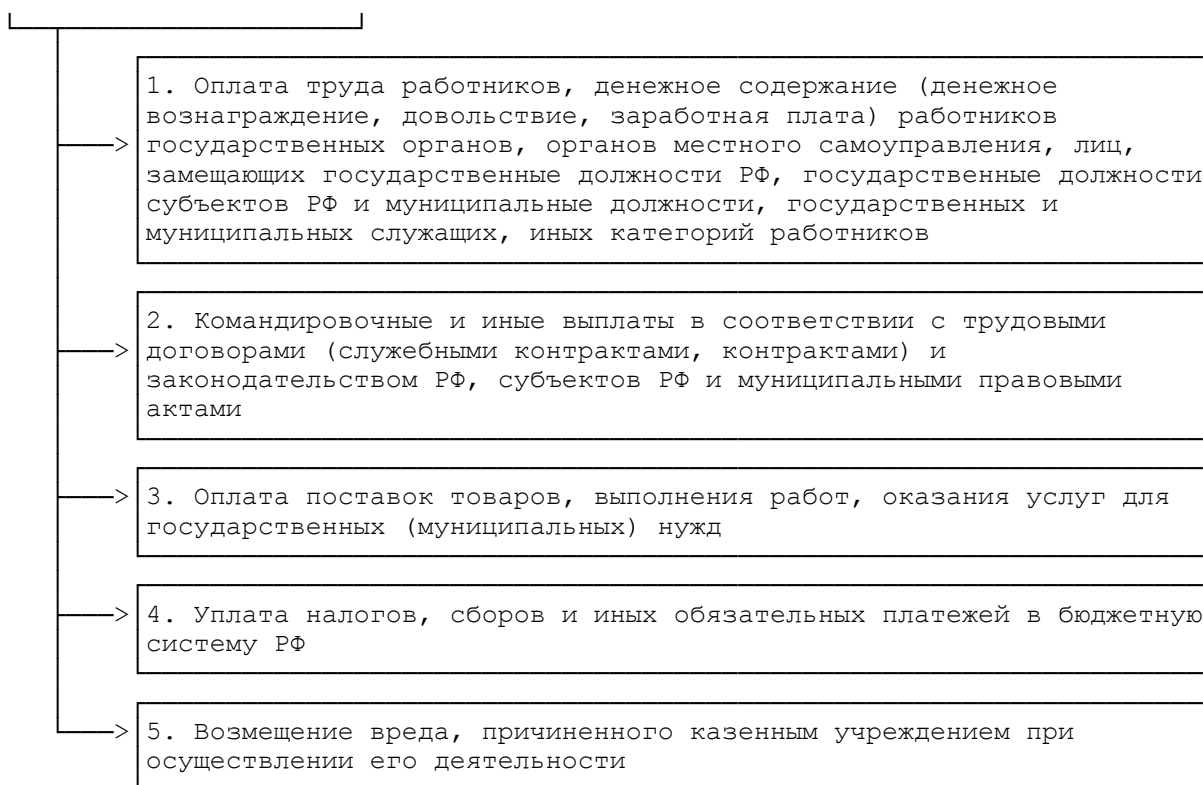 1. Оплата труда работников, денежное содержание (денежное
вознаграждение, довольствие, заработная плата) работников
государственных органов, органов местного самоуправления, лиц,
замещающих государственные должности РФ, государственные должности
субъектов РФ и муниципальные должности, государственных и
муниципальных служащих, иных категорий работников
2. Командировочные и иные выплаты в соответствии с трудовыми
договорами (служебными контрактами, контрактами) и
законодательством РФ, субъектов РФ и муниципальными правовыми
актами
3. Оплата поставок товаров, выполнения работ, оказания услуг для
государственных (муниципальных) нужд
4. Уплата налогов, сборов и иных обязательных платежей в бюджетную
систему РФ
5. Возмещение вреда, причиненного казенным учреждением при
осуществлении его деятельности